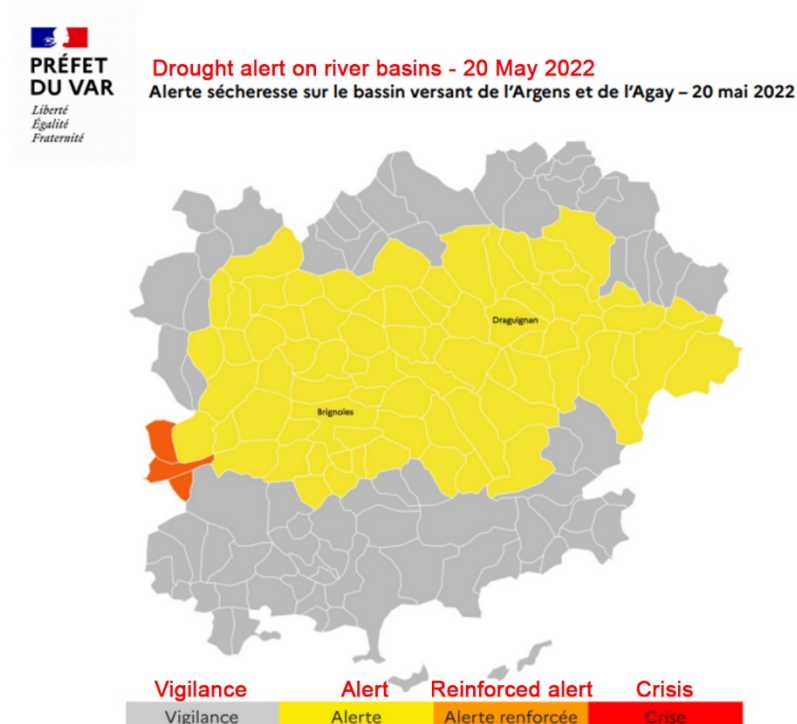 PRÉFET
DU VAR
Liberté
Égalité
Fraternité
Drought alert on river basins - 20 May 2022
Alerte sécheresse sur le bassin versant de l'Argens et de l'Agay – 20 mai 2022
Draguignan
Brignoles
Vigilance Alert Reinforced alert Crisis
Vigilance Alerte Alerte renforcée Crise